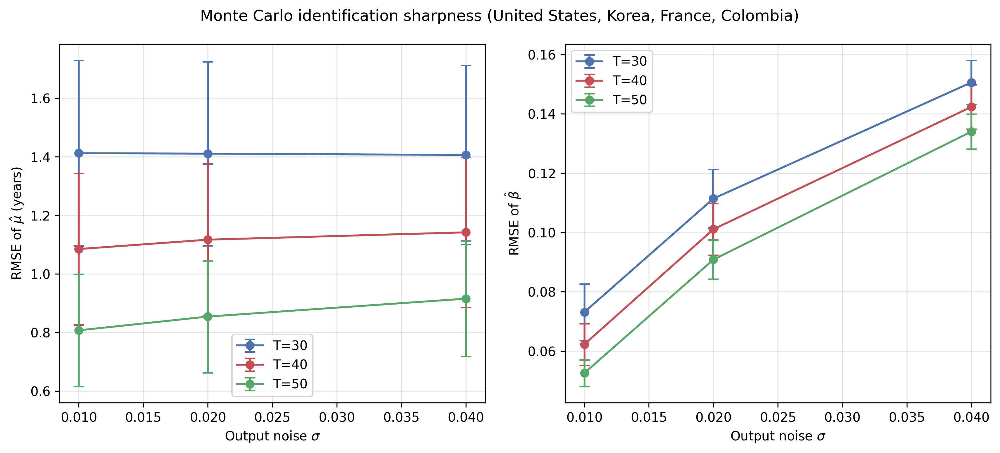 Monte Carlo identification sharpness (United States, Korea, France, Colombia)
RMSE of μ̂ (years)
1.6
1.4
1.2
1.0
0.8
0.6
T=30
T=40
T=50
0.010 0.015 0.020 0.025 0.030 0.035 0.040
Output noise σ
RMSE of β̂
0.16
0.14
0.12
0.10
0.08
0.06
T=30
T=40
T=50
0.010 0.015 0.020 0.025 0.030 0.035 0.040
Output noise σ